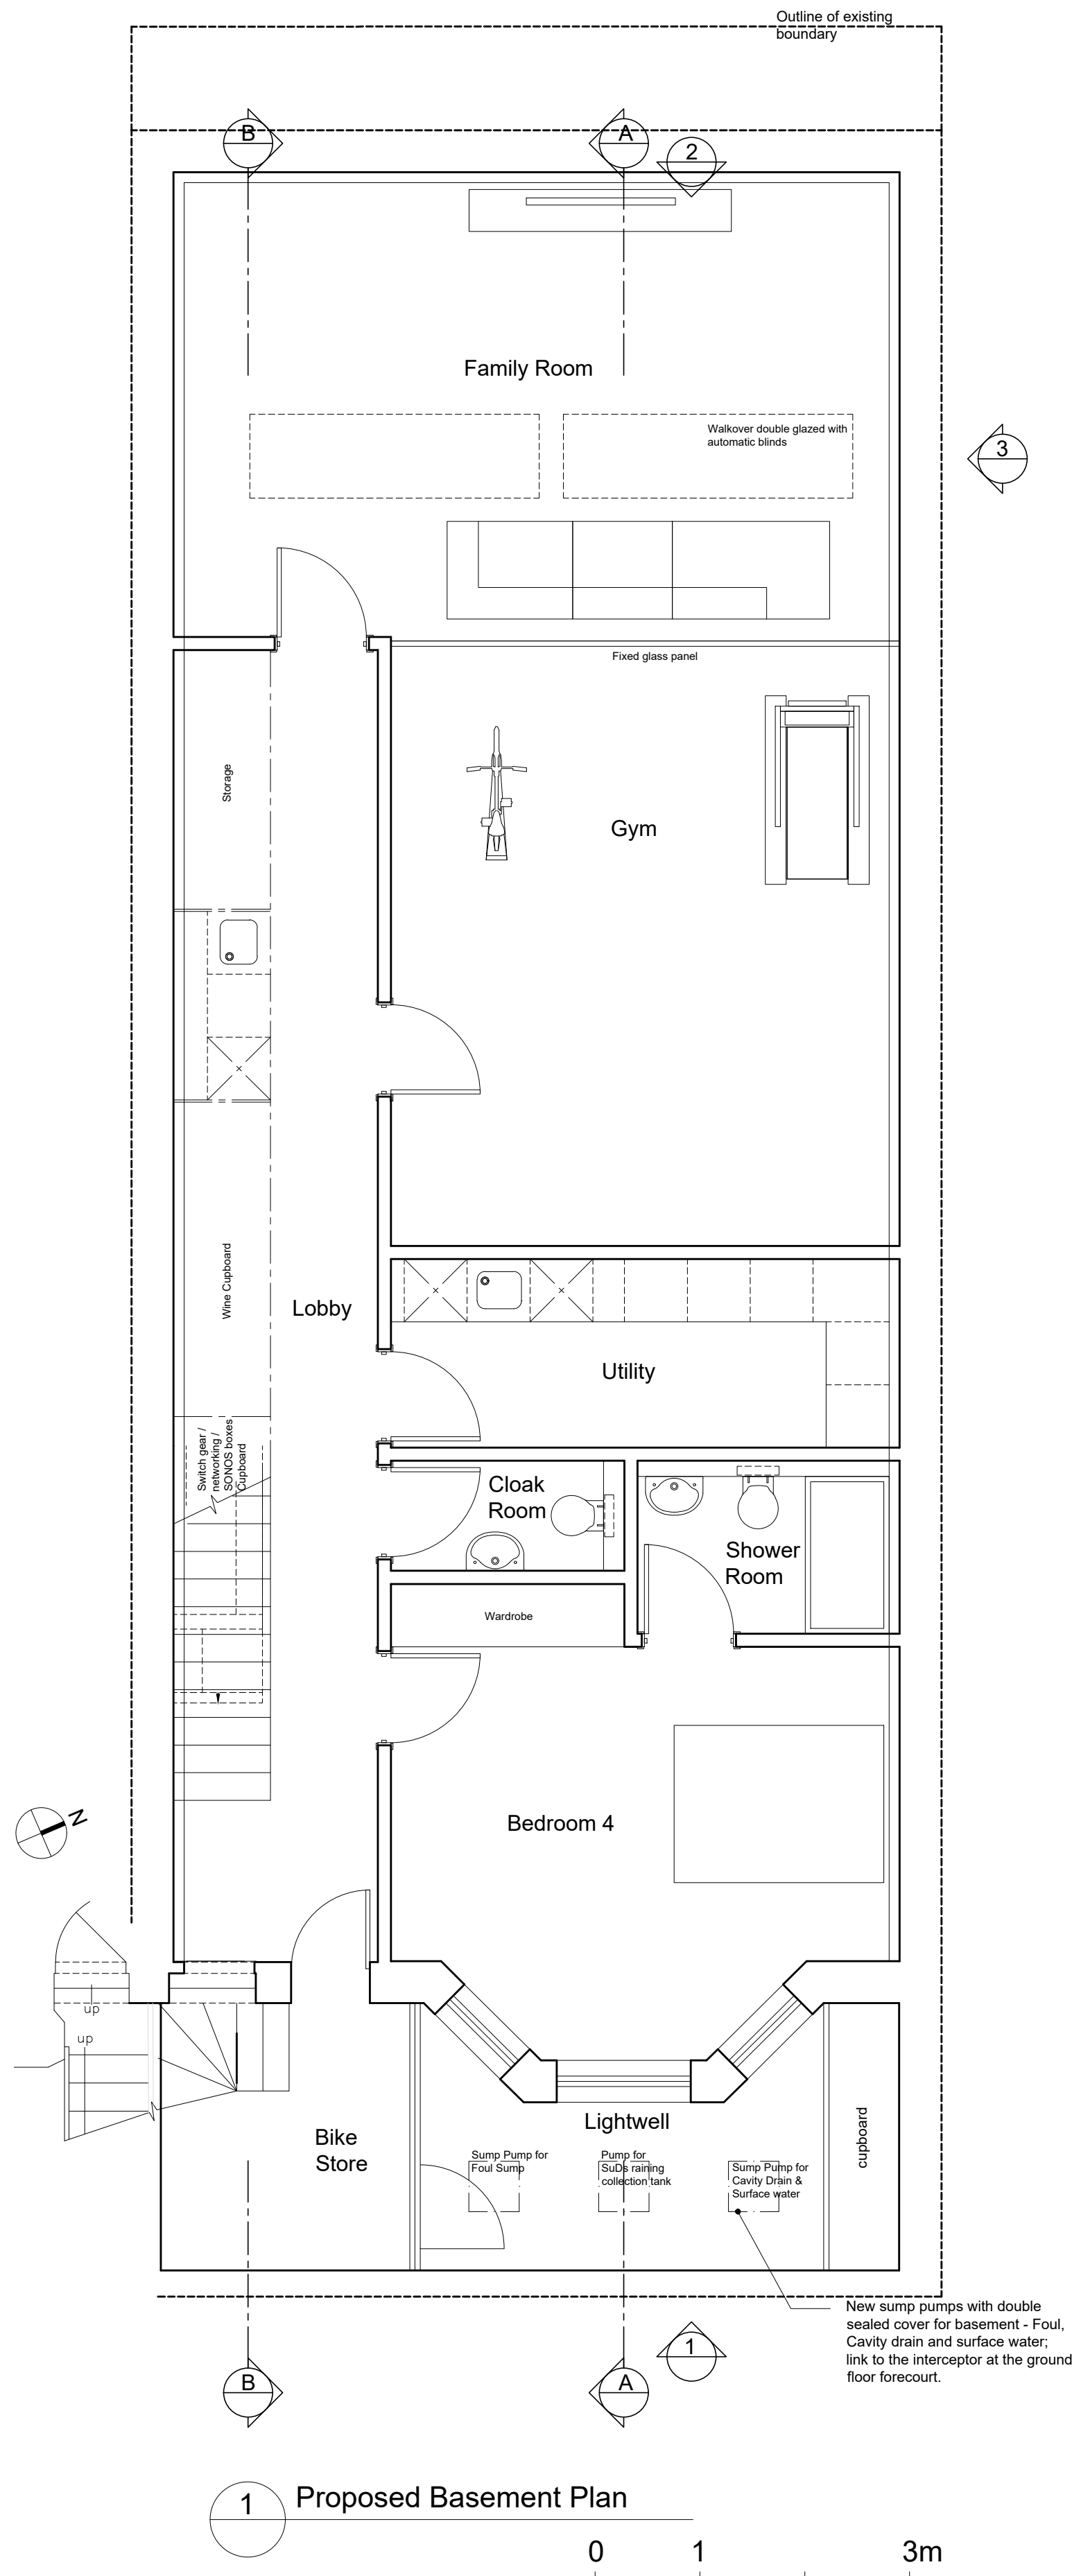 Outline of existing
boundary
B
A
2
Family Room
Walkover double glazed with
automatic blinds
3
Fixed glass panel
Storage
Gym
Wine Cupboard
Lobby
Utility
Switch gear /
networking /
SONOS boxes
Cupboard
Cloak
Room
Shower
Room
Wardrobe
N
Bedroom 4
up
up
Bike
Store
Lightwell
cupboard
Sump Pump for
Foul Sump
Pump for
SuDs raining
collection tank
Sump Pump for
Cavity Drain &
Surface water
New sump pumps with double
sealed cover for basement - Foul,
Cavity drain and surface water;
link to the interceptor at the ground
floor forecourt.
1
B
A
1
Proposed Basement Plan
0 1 3m